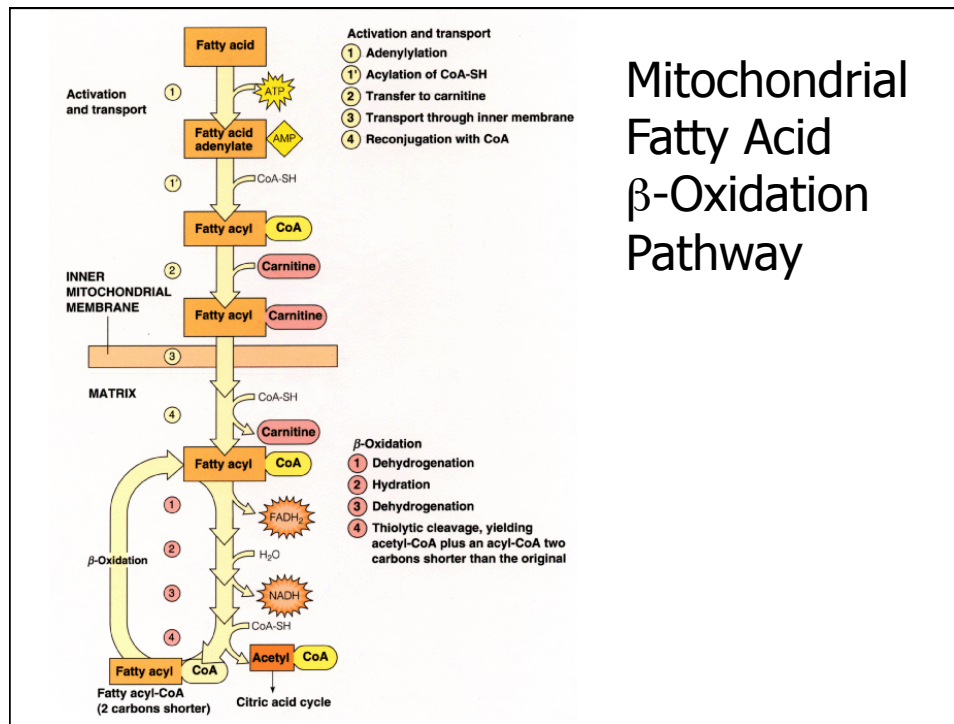 Mitochondrial
Fatty Acid
β-Oxidation
Pathway
Activation and transport
1 Adenylylation
1' Acylation of CoA-SH
2 Transfer to carnitine
3 Transport through inner membrane
4 Reconjugation with CoA
Fatty acid
Activation
and transport
1
ATP
Fatty acid
adenylate
AMP
1'
CoA-SH
Fatty acyl
CoA
2
Carnitine
INNER
MITOCHONDRIAL
MEMBRANE
Fatty acyl
Carnitine
3
MATRIX
CoA-SH
4
Carnitine
Fatty acyl
CoA
β-Oxidation
1 Dehydrogenation
2 Hydration
3 Dehydrogenation
4 Thiolytic cleavage, yielding
acetyl-CoA plus an acyl-CoA two
carbons shorter than the original
1
FADH₂
2
H₂O
β-Oxidation
3
NADH
CoA-SH
4
Fatty acyl
CoA
Acetyl
CoA
Fatty acyl-CoA
(2 carbons shorter)
Citric acid cycle